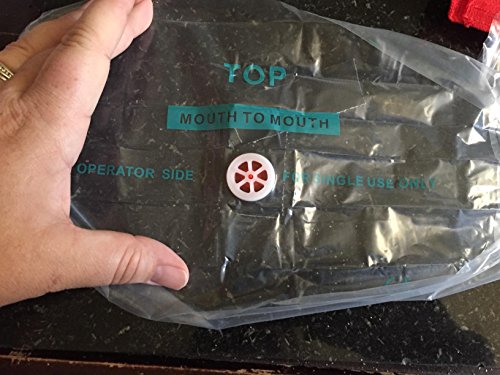 TOP
MOUTH TO MOUTH
OPERATOR SIDE FOR SINGLE USE ONLY